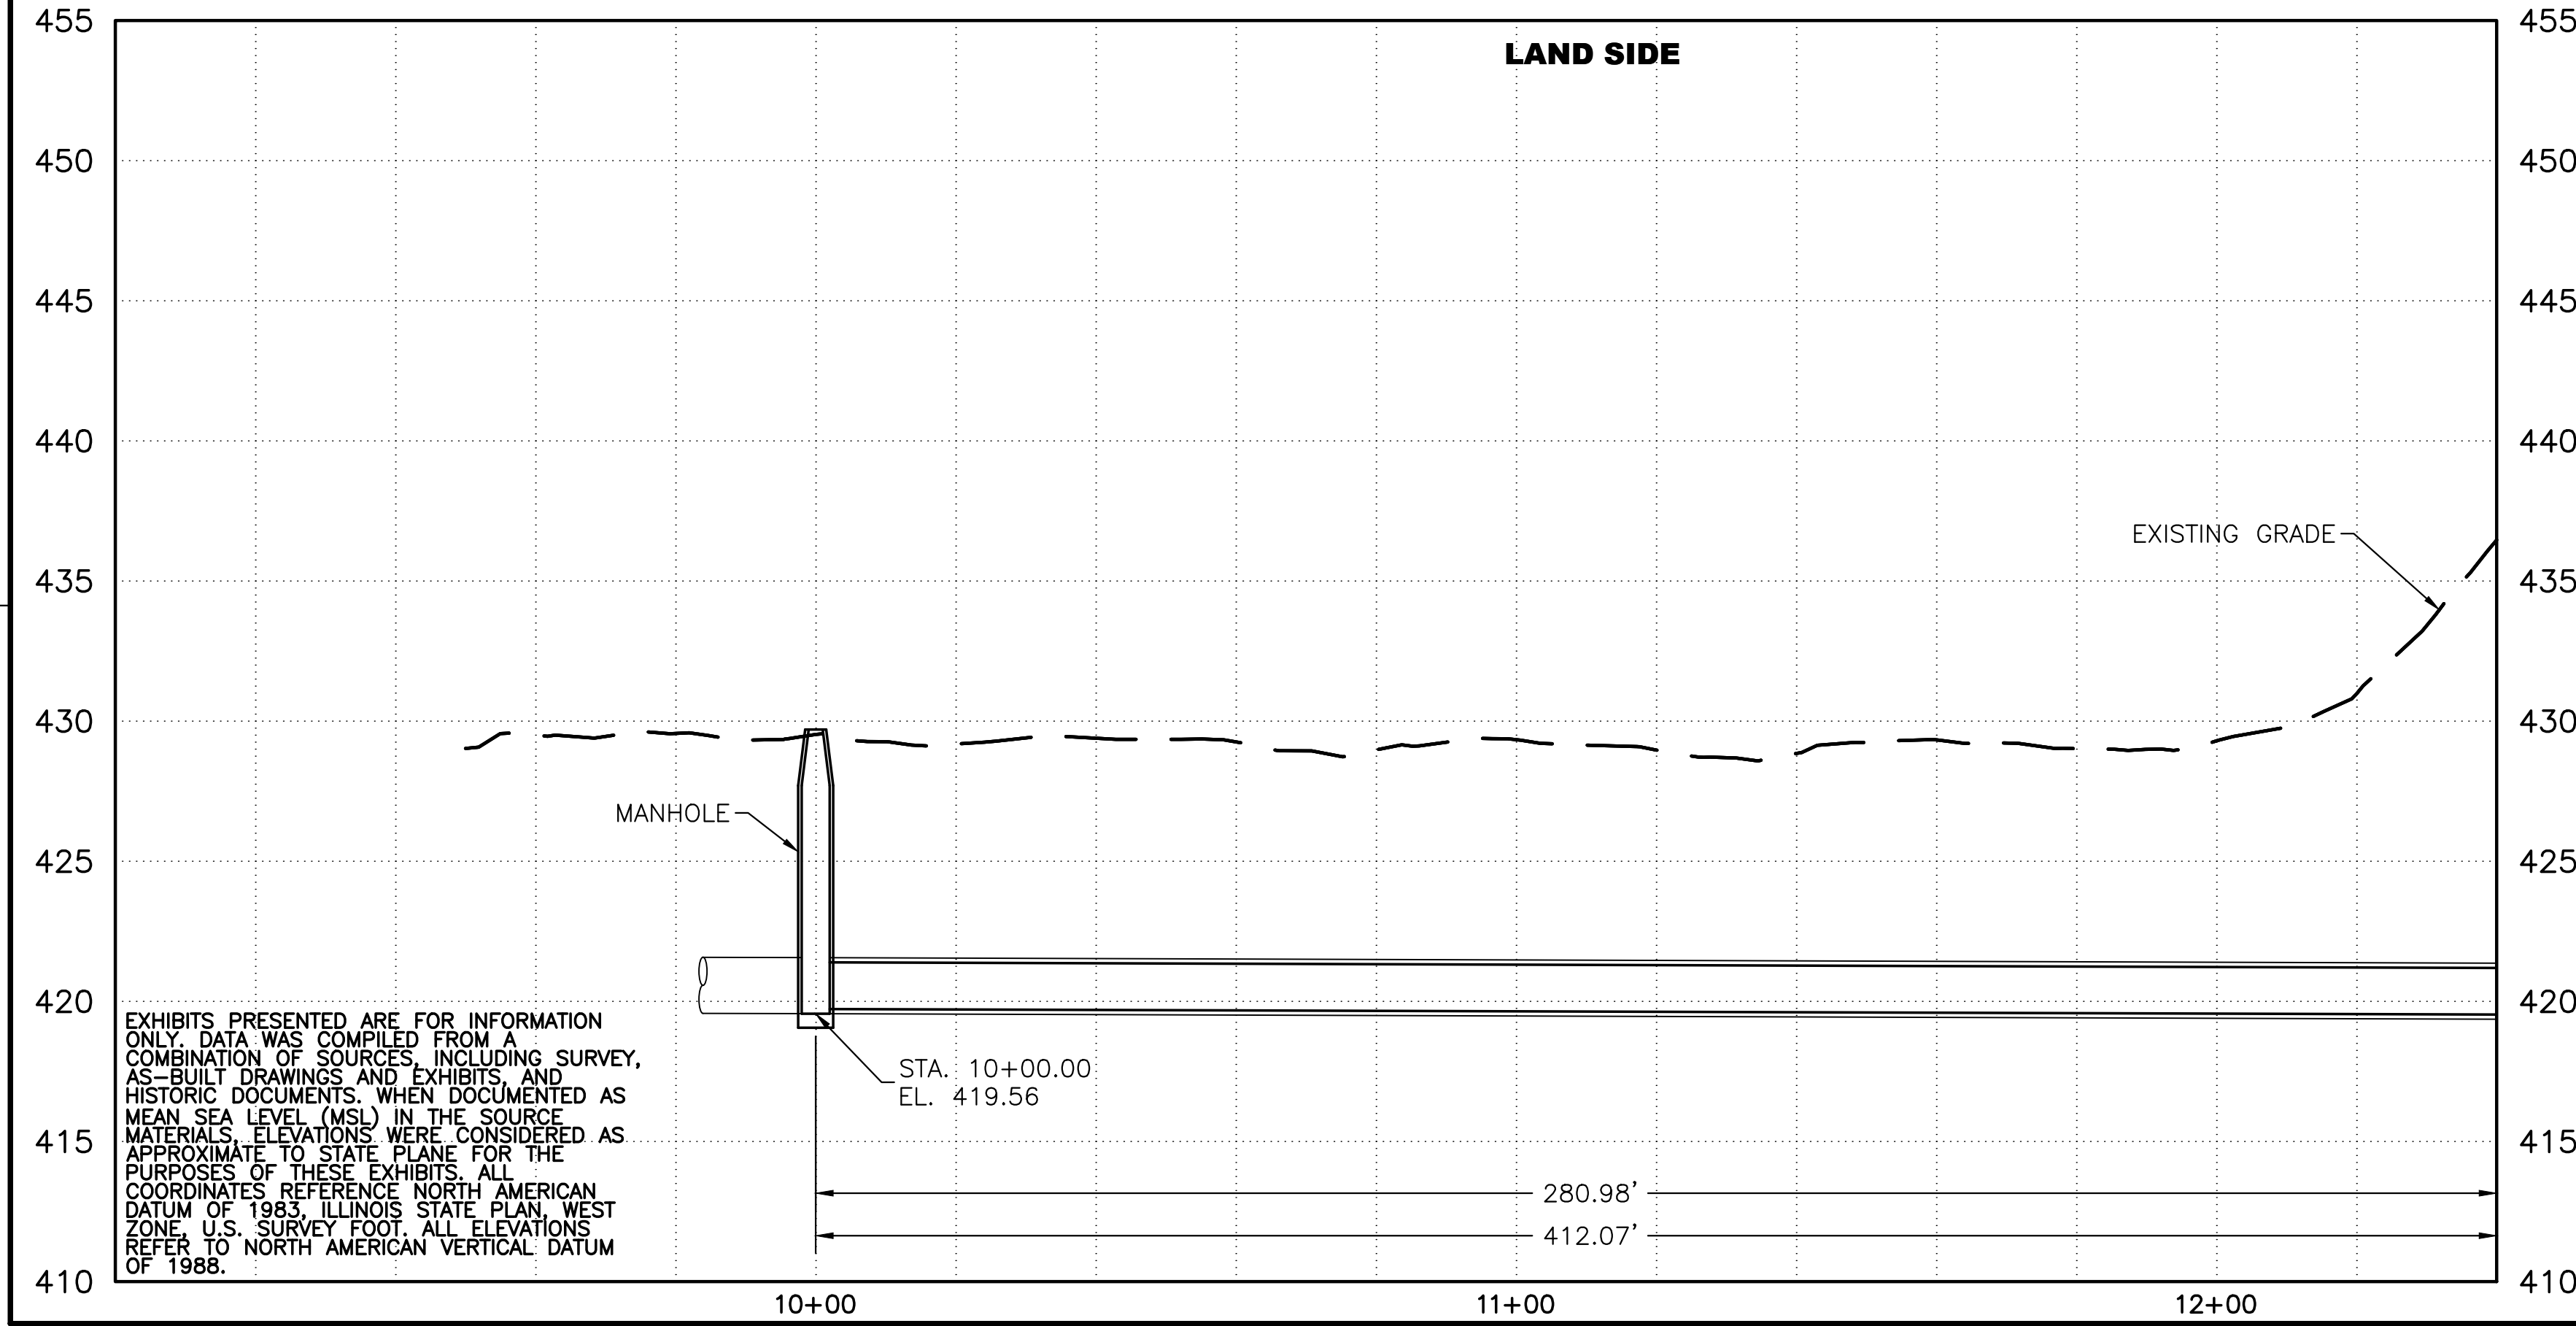 LAND SIDE
455
455
450
450
445
445
440
440
EXISTING GRADE
435
435
430
430
MANHOLE
425
425
420
420
EXHIBITS PRESENTED ARE FOR INFORMATION
ONLY. DATA WAS COMPILED FROM A
COMBINATION OF SOURCES, INCLUDING SURVEY,
AS-BUILT DRAWINGS AND EXHIBITS, AND
HISTORIC DOCUMENTS. WHEN DOCUMENTED AS
MEAN SEA LEVEL (MSL) IN THE SOURCE
MATERIALS, ELEVATIONS WERE CONSIDERED AS
APPROXIMATE TO STATE PLANE FOR THE
PURPOSES OF THESE EXHIBITS. ALL
COORDINATES REFERENCE NORTH AMERICAN
DATUM OF 1983, ILLINOIS STATE PLAN, WEST
ZONE, U.S. SURVEY FOOT. ALL ELEVATIONS
REFER TO NORTH AMERICAN VERTICAL DATUM
OF 1988.
STA. 10+00.00
EL. 419.56
415
415
280.98'
412.07'
410
410
10+00
11+00
12+00